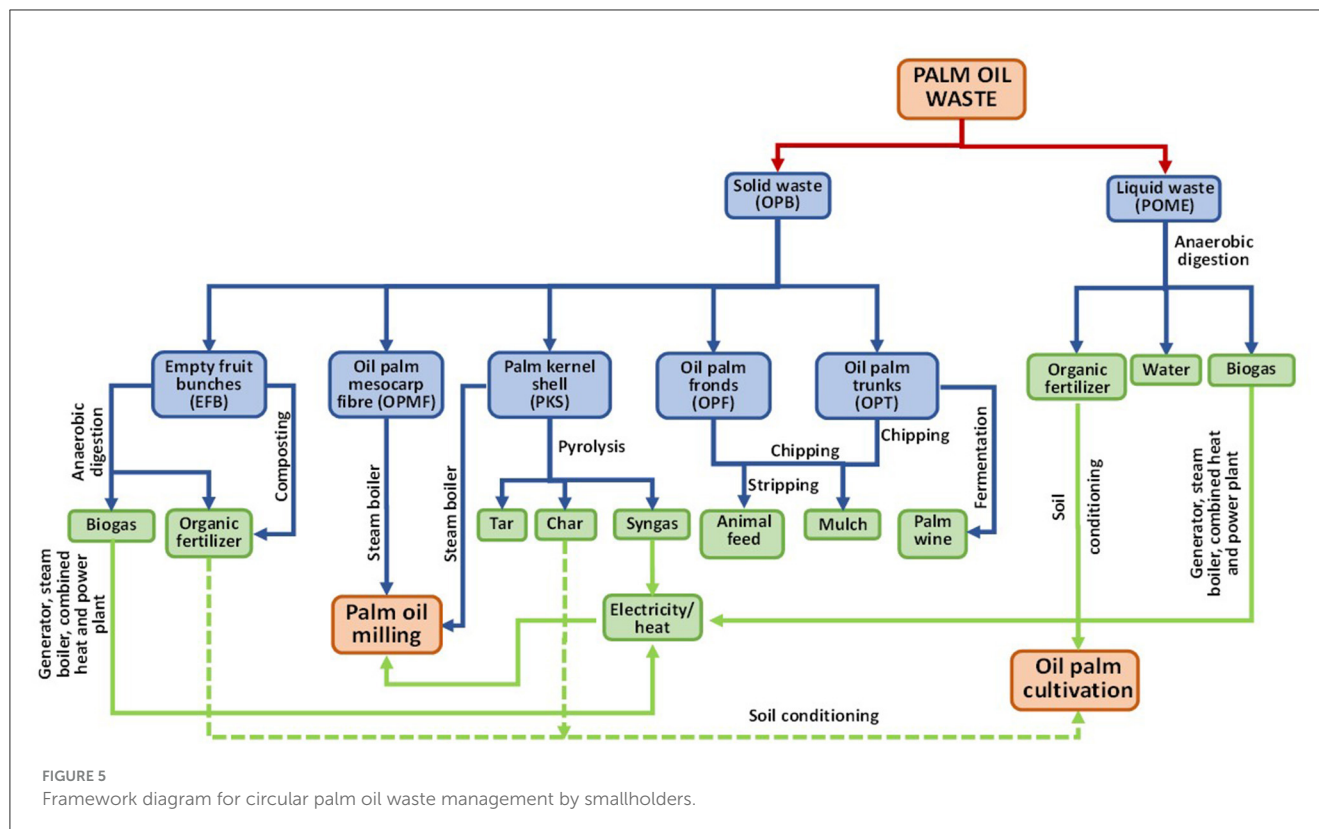 PALM OIL
WASTE
Solid waste
(OPB)
Liquid waste
(POME)
Anaerobic
digestion
Empty fruit
bunches
(EFB)
Oil palm
mesocarp
fibre (OPMF)
Palm kernel
shell
(PKS)
Oil palm
fronds
(OPF)
Oil palm
trunks
(OPT)
Organic
fertilizer
Water
Biogas
Anaerobic
digestion
Composting
Steam boiler
Steam boiler
Pyrolysis
Chipping
Chipping
Stripping
Fermentation
Soil
conditioning
Generator, steam
boiler, combined heat
and power plant
Biogas
Organic
fertilizer
Tar
Char
Syngas
Animal
feed
Mulch
Palm
wine
Generator, steam
boiler, combined
heat and power
plant
Palm oil
milling
Electricity/
heat
Oil palm
cultivation
Soil conditioning
FIGURE 5
Framework diagram for circular palm oil waste management by smallholders.